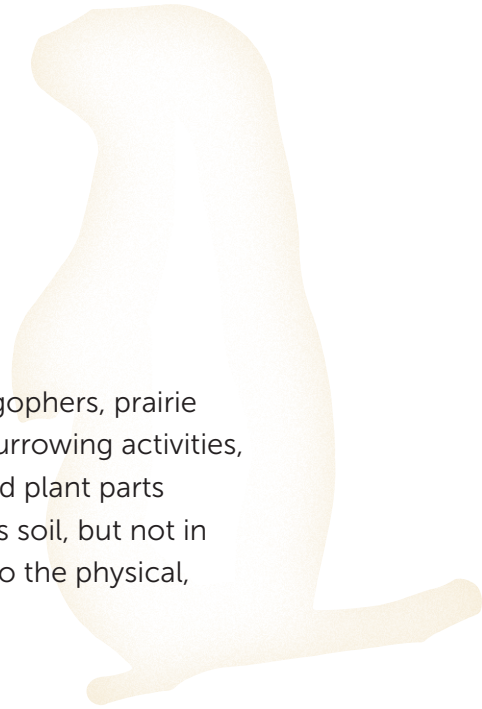 gophers, prairie
urrowing activities,
d plant parts
s soil, but not in
o the physical,